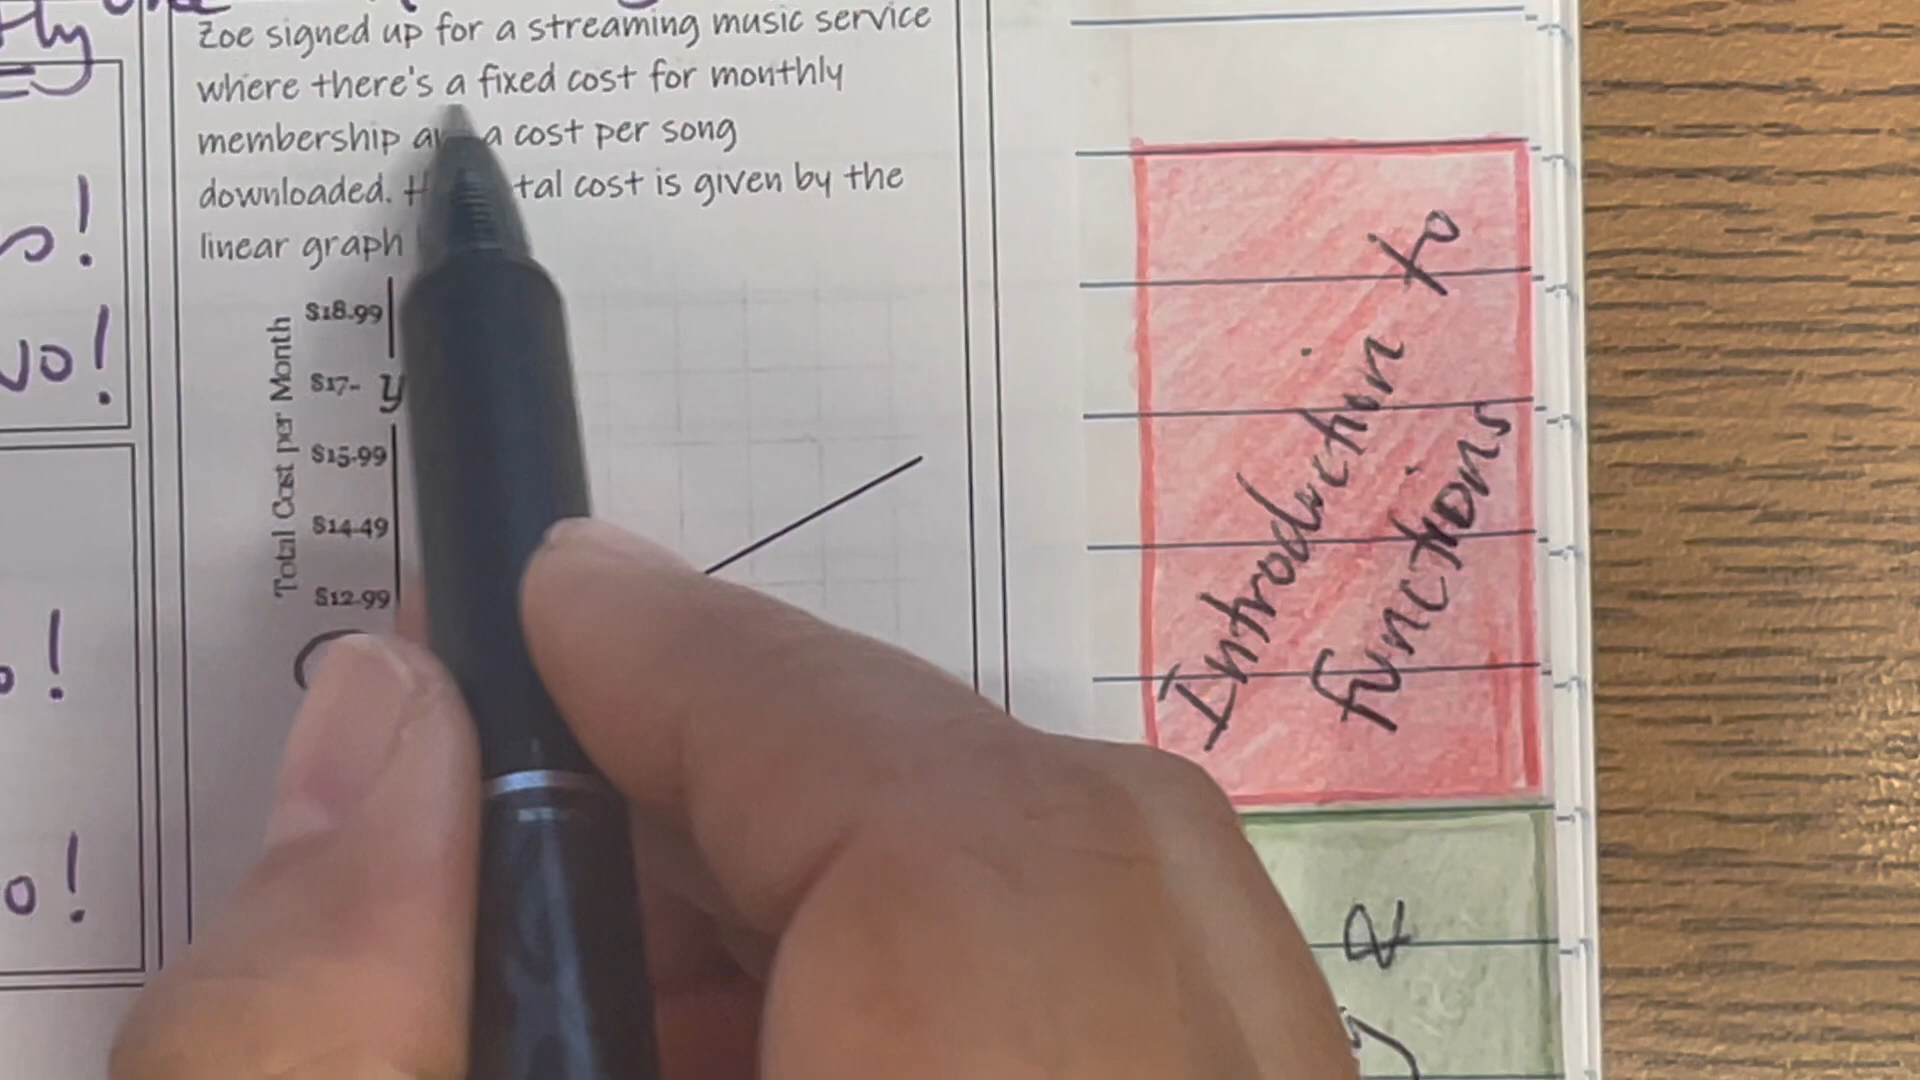 Zoe signed up for a streaming music service
where there's a fixed cost for monthly
membership a cost per song
downloaded. cost is given by the
linear graph
Total Cost per Month
$18.99
$17-
y
$15.99
$14.49
$12.99
Introduction to
functions
&
y
ly
o!
No!
o!
o!